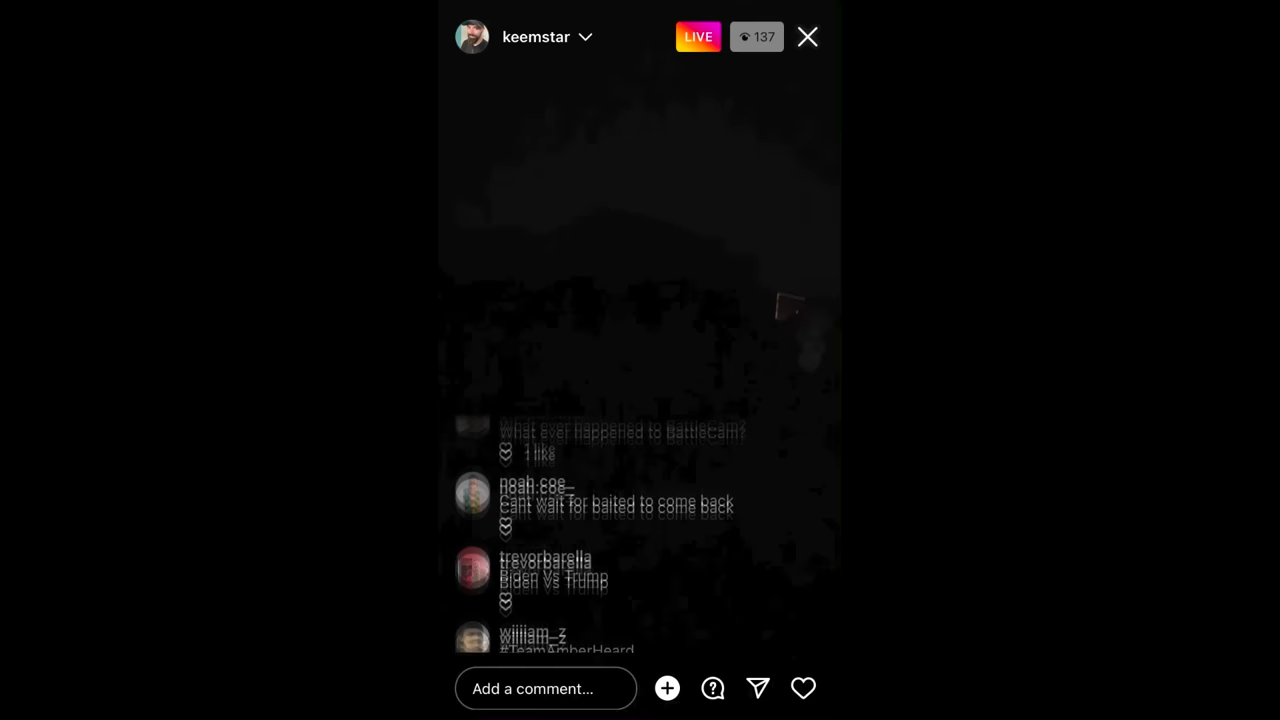 keemstar
LIVE
137
What ever happened to BattleCam?
1 like
noah.coe_
Cant wait for baited to come back
trevorbarella
Biden Vs Trump
william_z
#TeamAmberHeard
Add a comment...